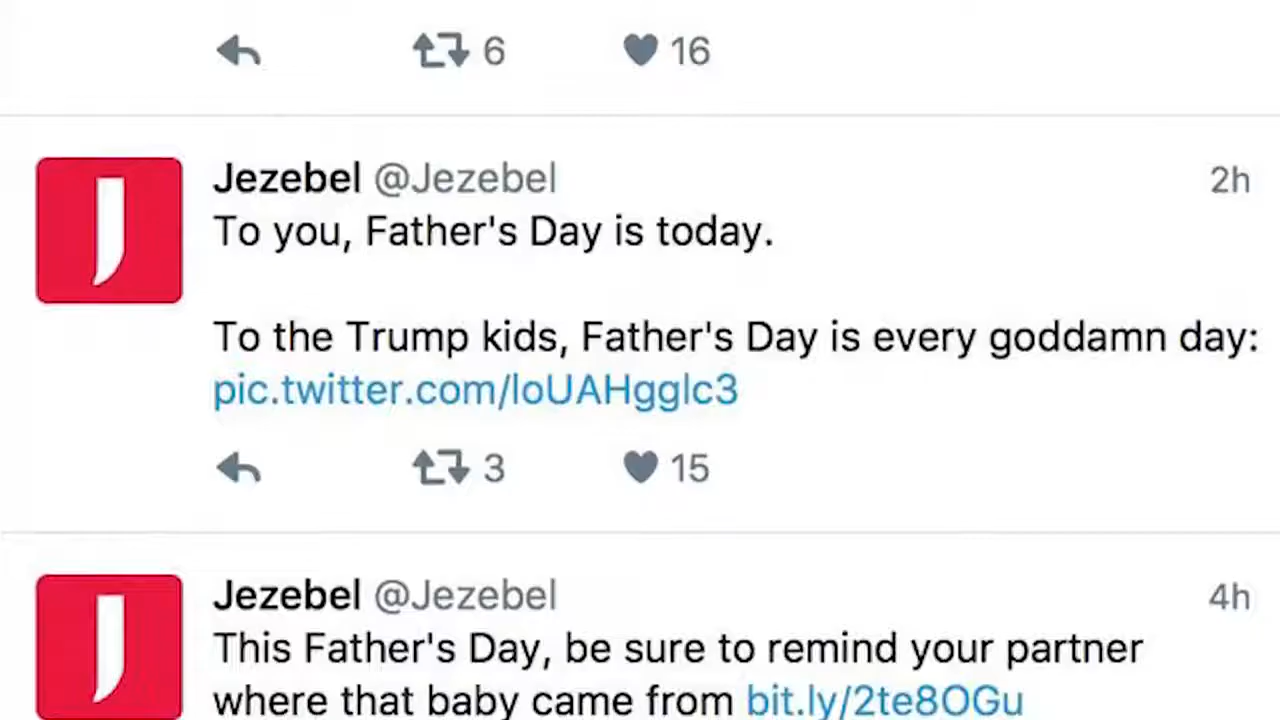 6 16
Jezebel @Jezebel 2h
To you, Father's Day is today.
To the Trump kids, Father's Day is every goddamn day:
pic.twitter.com/loUAHgglc3
3 15
Jezebel @Jezebel 4h
This Father's Day, be sure to remind your partner
where that baby came from bit.ly/2te8OGu